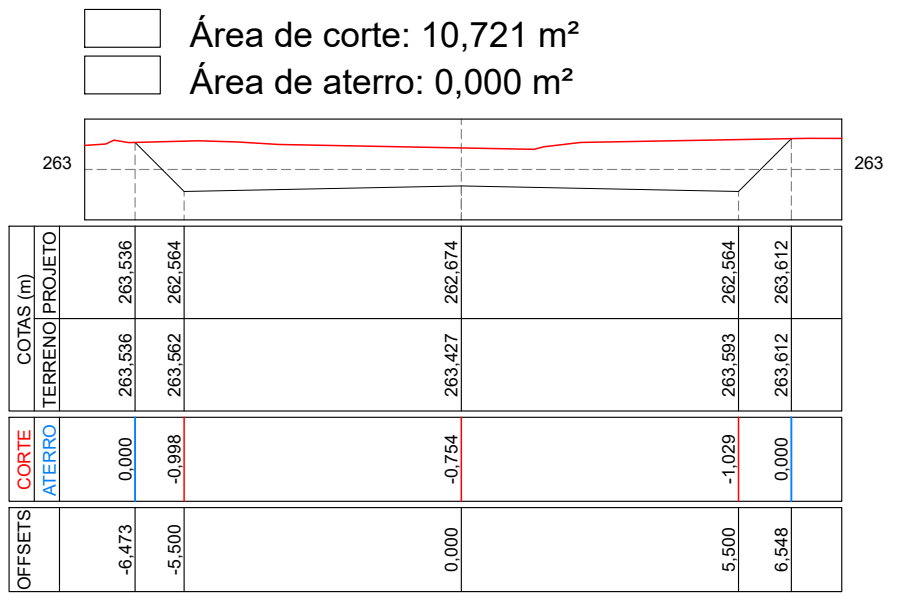 Área de corte: 10,721 m²
Área de aterro: 0,000 m²
263
263
COTAS (m)
PROJETO
263,536
262,564
262,674
262,564
263,612
TERRENO
263,536
263,562
263,427
263,593
263,612
CORTE
ATERRO
0,000
-0,998
-0,754
-1,029
0,000
OFFSETS
-6,473
-5,500
0,000
5,500
6,548